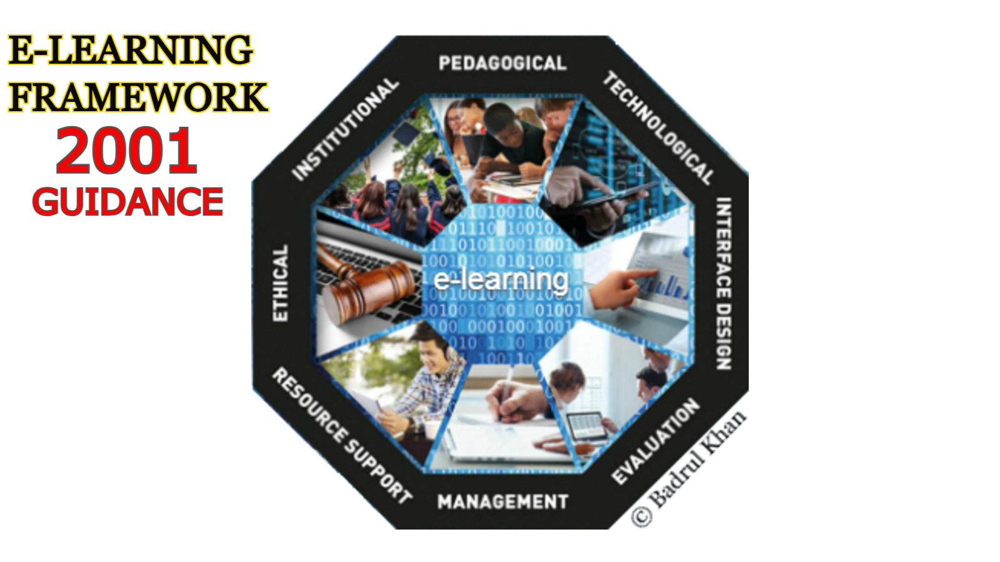 E-LEARNING
FRAMEWORK
2001
GUIDANCE
PEDAGOGICAL
TECHNOLOGICAL
INTERFACE DESIGN
EVALUATION
MANAGEMENT
RESOURCE SUPPORT
ETHICAL
INSTITUTIONAL
e-learning
© Badrul Khan